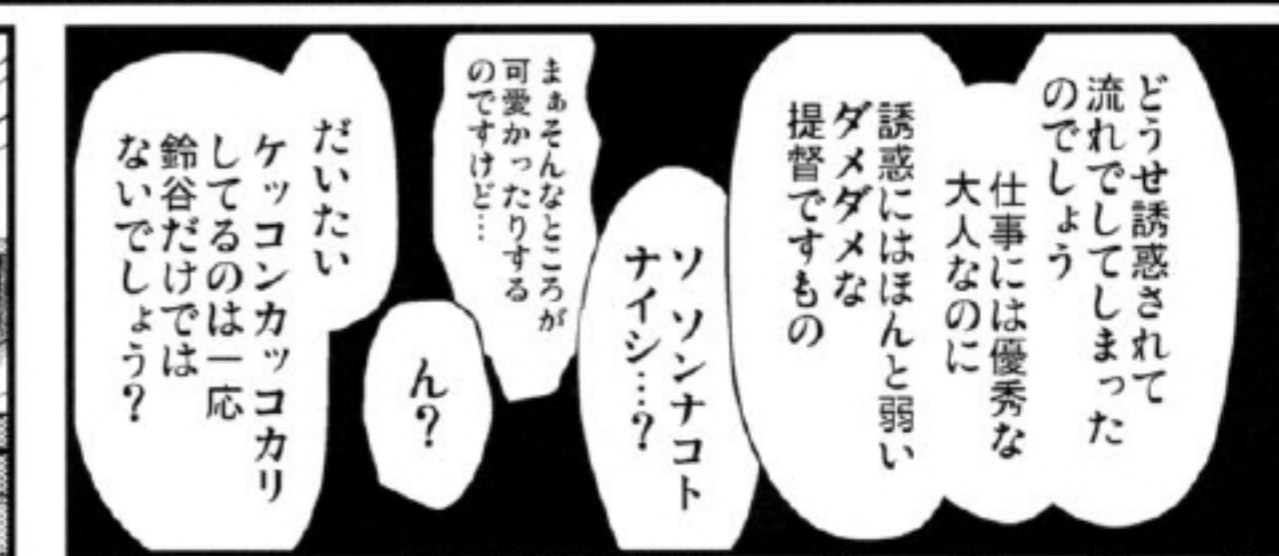 どうせ誘惑されて
流れでしてしまった
のでしょう
仕事には優秀な
大人なのに
誘惑にはほんと弱い
ダメダメな
提督ですもの
ソ ソンナコト
ナイシ…?
まぁそんなところが
可愛かったりする
のですけど…
ん?
だいたい
ケッコンカッコカリ
してるのは一応
鈴谷だけでは
ないでしょう?